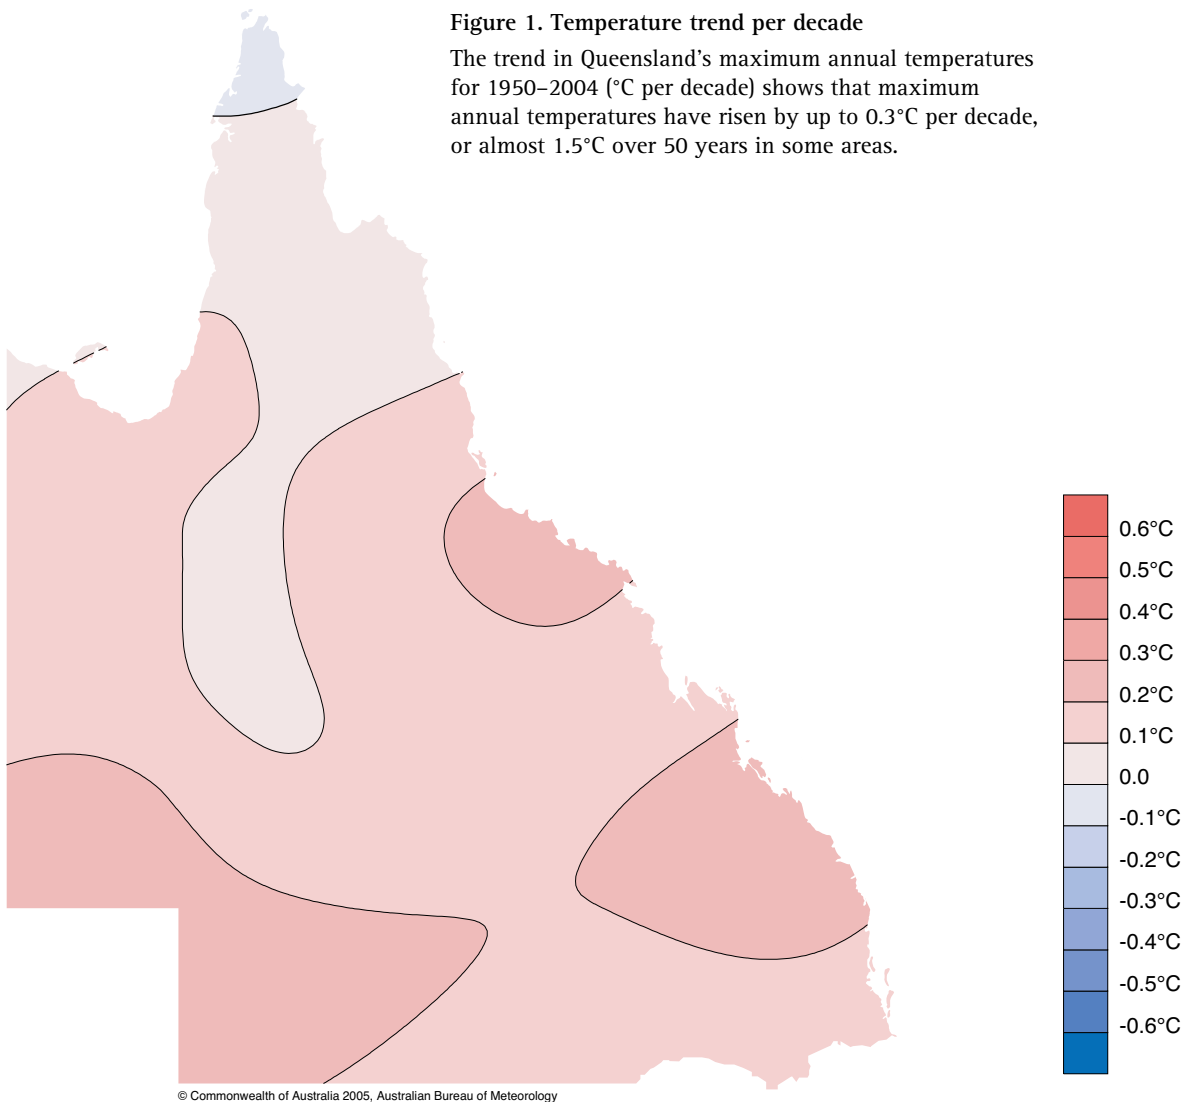 Figure 1. Temperature trend per decade
The trend in Queensland's maximum annual temperatures
for 1950–2004 (°C per decade) shows that maximum
annual temperatures have risen by up to 0.3°C per decade,
or almost 1.5°C over 50 years in some areas.
0.6°C
0.5°C
0.4°C
0.3°C
0.2°C
0.1°C
0.0
-0.1°C
-0.2°C
-0.3°C
-0.4°C
-0.5°C
-0.6°C
© Commonwealth of Australia 2005, Australian Bureau of Meteorology